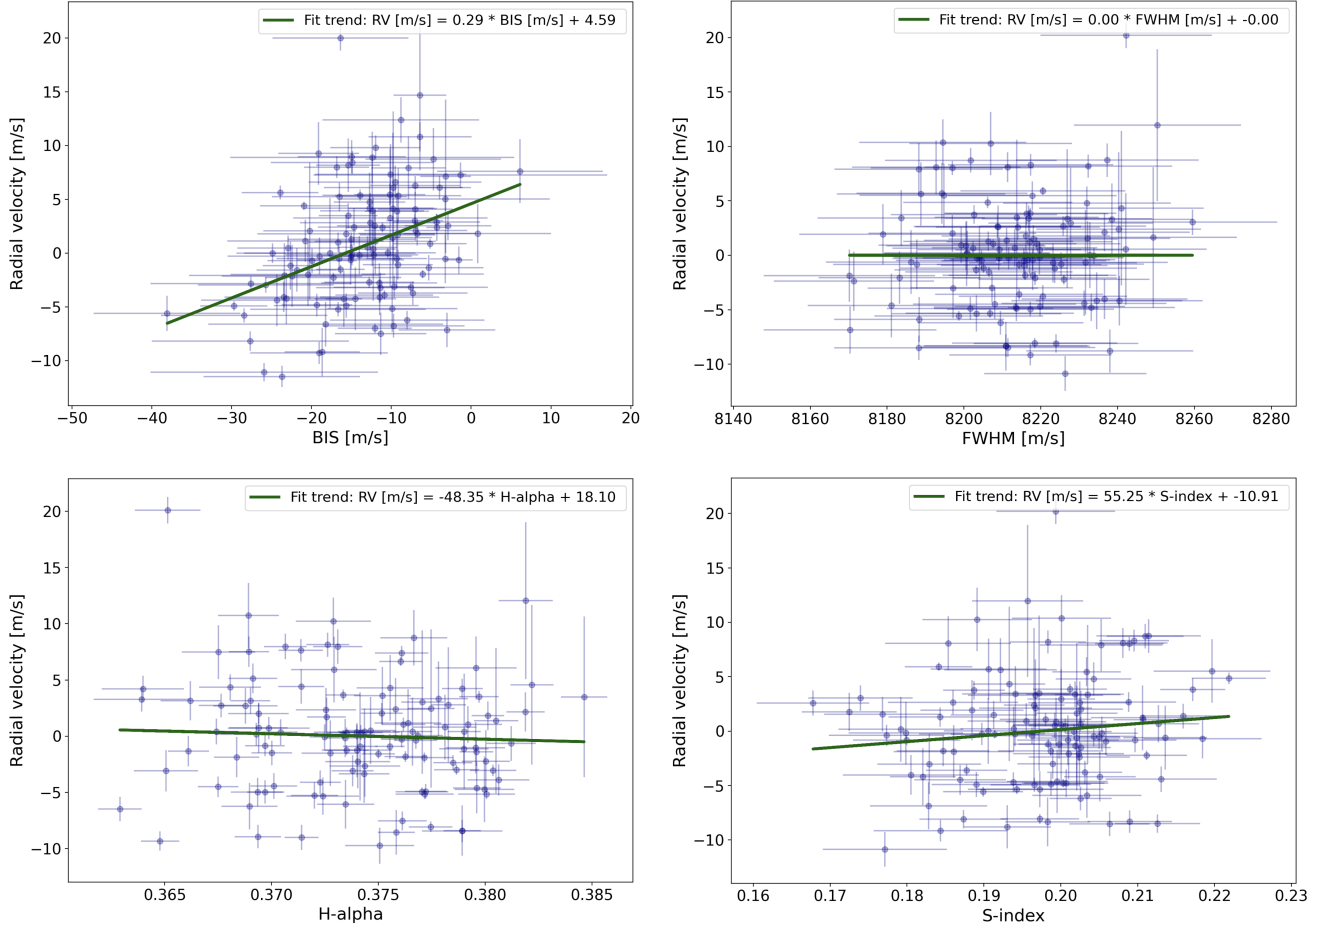 Fit trend: RV [m/s] = 0.29 * BIS [m/s] + 4.59
20
15
10
5
0
−5
−10
Radial velocity [m/s]
−50 −40 −30 −20 −10 0 10 20
BIS [m/s]
Fit trend: RV [m/s] = 0.00 * FWHM [m/s] + -0.00
20
15
10
5
0
−5
−10
Radial velocity [m/s]
8140 8160 8180 8200 8220 8240 8260 8280
FWHM [m/s]
Fit trend: RV [m/s] = -48.35 * H-alpha + 18.10
20
15
10
5
0
−5
−10
Radial velocity [m/s]
0.365 0.370 0.375 0.380 0.385
H-alpha
Fit trend: RV [m/s] = 55.25 * S-index + -10.91
20
15
10
5
0
−5
−10
Radial velocity [m/s]
0.16 0.17 0.18 0.19 0.20 0.21 0.22 0.23
S-index